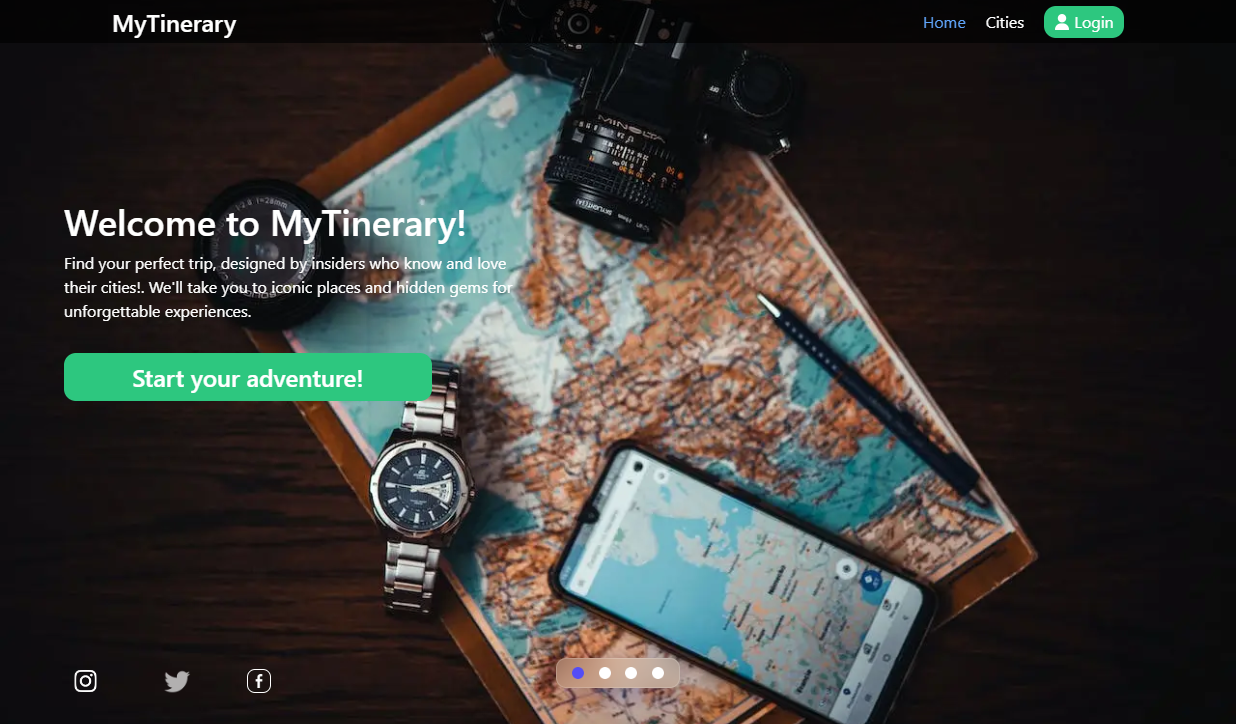 MyTinerary
Home
Cities
Login
MINOLTA
Welcome to MyTinerary!
Find your perfect trip, designed by insiders who know and love
their cities!. We'll take you to iconic places and hidden gems for
unforgettable experiences.
Start your adventure!